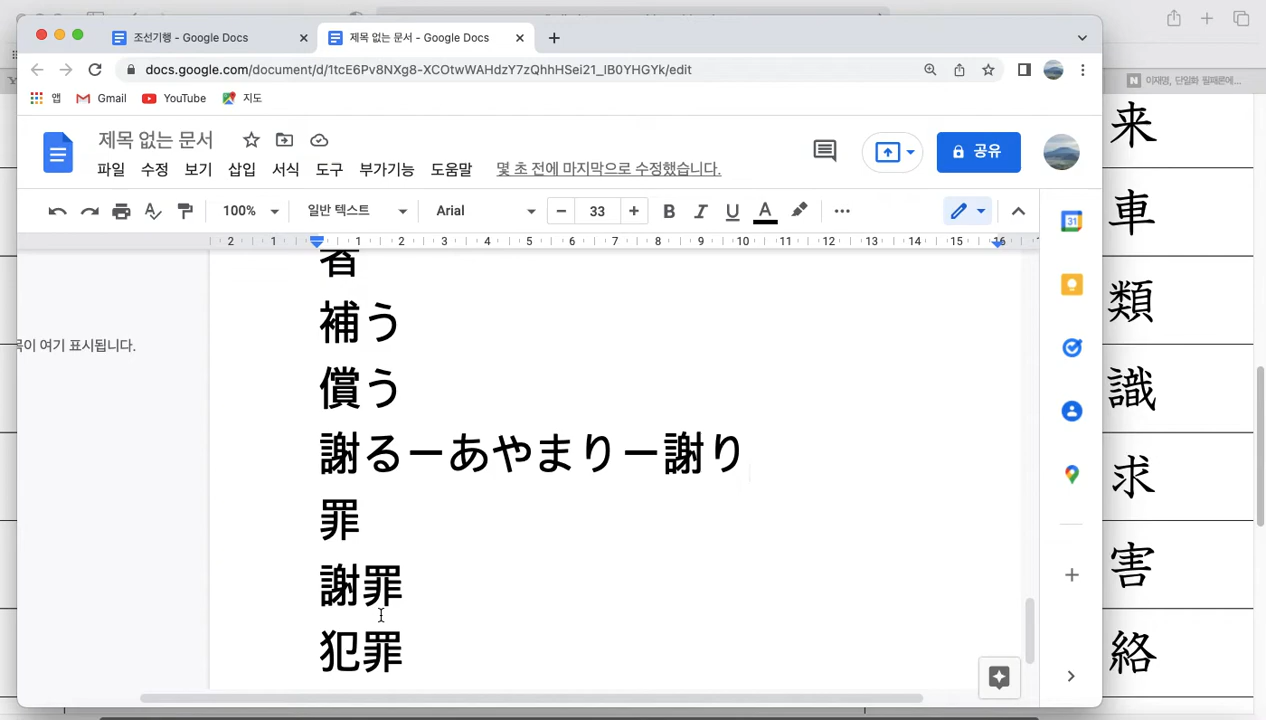 조선기행 - Google Docs
제목 없는 문서 - Google Docs
docs.google.com/document/d/1tcE6Pv8NXg8-XCOtwWAHdzY7zQhhHSei21_IB0YHGYk/edit
앱 Gmail YouTube 지도
이재명, 단일화 필패론에...
제목 없는 문서
파일 수정 보기 삽입 서식 도구 부가기능 도움말 몇 초 전에 마지막으로 수정했습니다.
공유
100% 일반 텍스트 Arial 33 B I U A
2 1 1 2 3 4 5 6 7 8 9 10 11 12 13 14 15 16
31
여기 표시됩니다.
者
補う
償う
謝るーあやまりー謝り
罪
謝罪
犯罪
来
車
類
識
求
害
絡